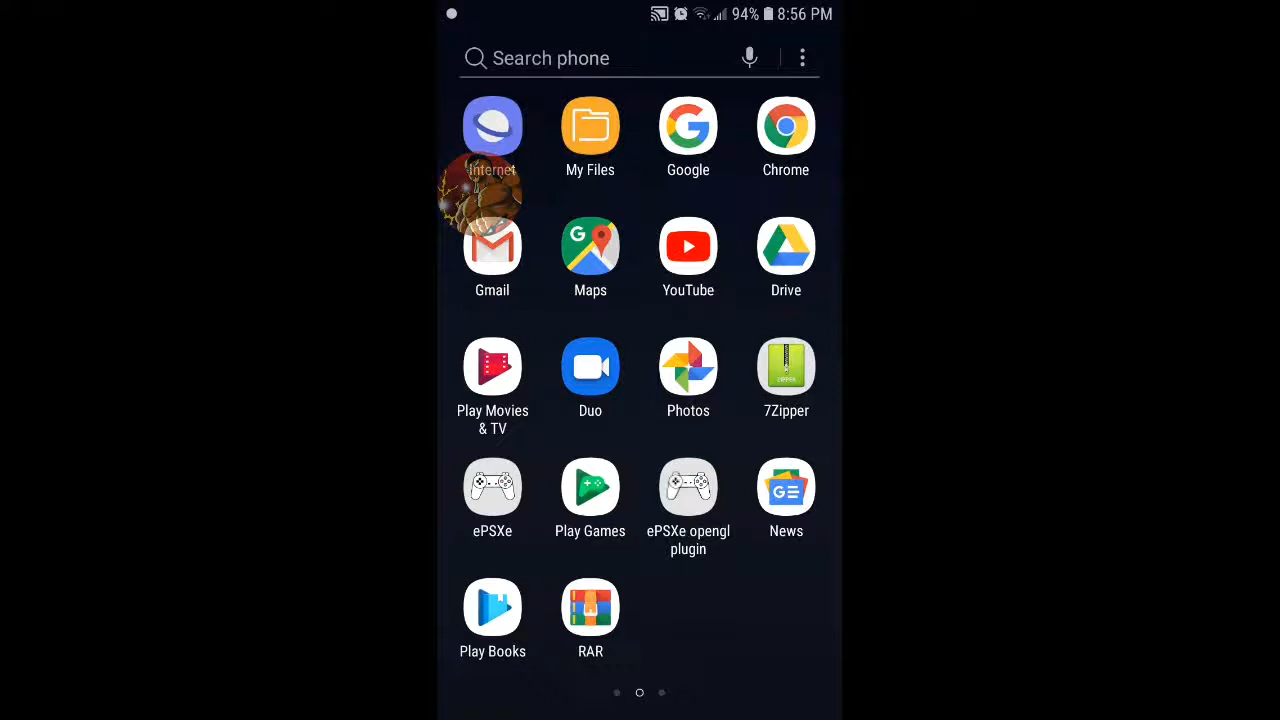 94% 8:56 PM
Search phone
Internet My Files Google Chrome
Gmail Maps YouTube Drive
Play Movies
& TV
Duo Photos 7Zipper
ePSXe Play Games
ePSXe opengl
plugin
News
Play Books RAR